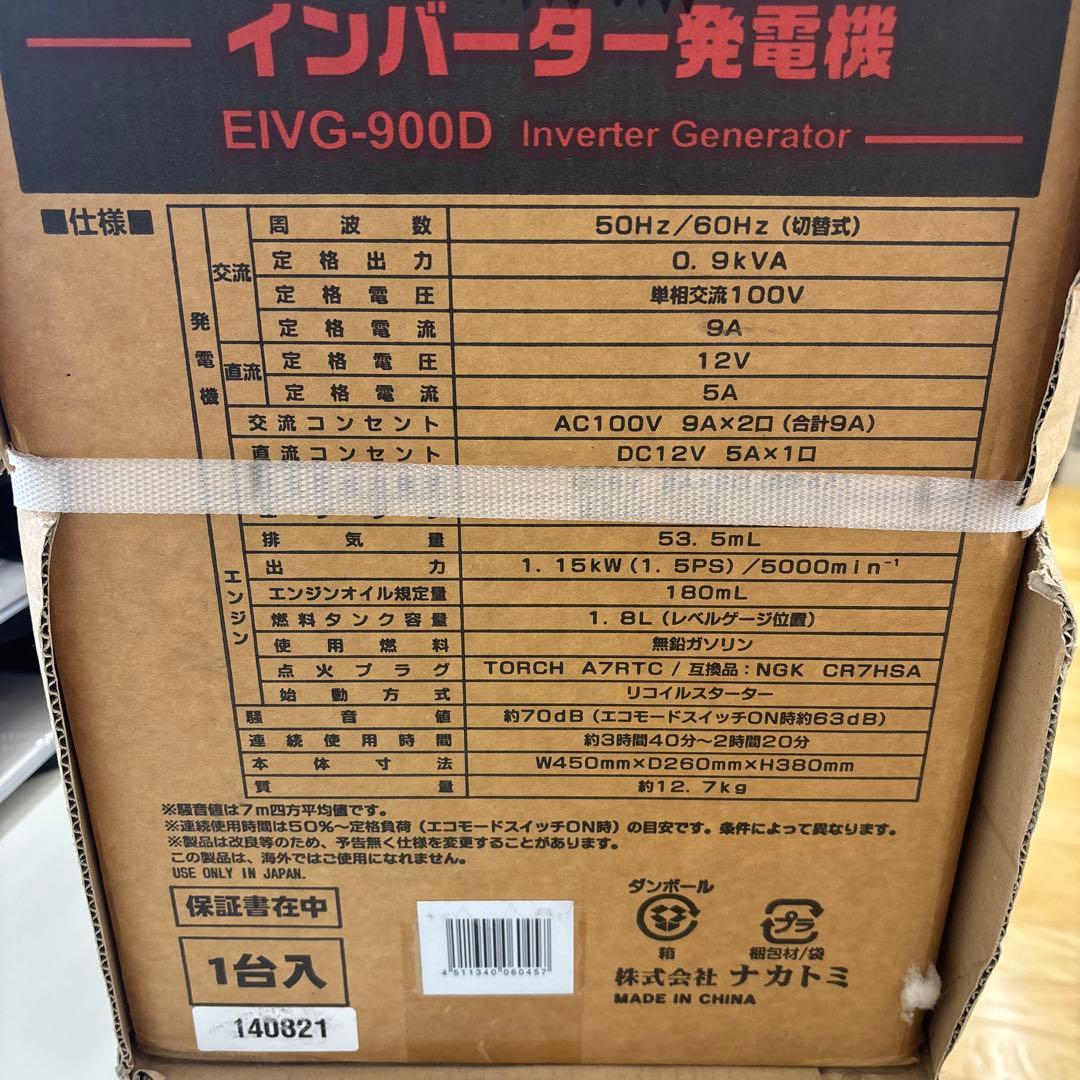 インバーター発電機
EIVG-900D Inverter Generator
■仕様■
発電機
交流
周波数 50Hz/60Hz(切替式)
定格出力 0.9kVA
定格電圧 単相交流100V
定格電流 9A
直流
定格電圧 12V
定格電流 5A
交流コンセント AC100V 9A×2口(合計9A)
直流コンセント DC12V 5A×1口
エンジン
排気量 53.5mL
出力 1.15kW(1.5PS)/5000min⁻¹
エンジンオイル規定量 180mL
燃料タンク容量 1.8L(レベルゲージ位置)
使用燃料 無鉛ガソリン
点火プラグ TORCH A7RTC/互換品:NGK CR7HSA
始動方式 リコイルスターター
騒音値 約70dB(エコモードスイッチON時約63dB)
連続使用時間 約3時間40分~2時間20分
本体寸法 W450mm×D260mm×H380mm
質量 約12.7kg
※騒音値は7m四方平均値です。
※連続使用時間は50%~定格負荷(エコモードスイッチON時)の目安です。条件によって異なります。
※製品は改良等のため、予告無く仕様を変更することがあります。
この製品は、海外ではご使用になれません。
USE ONLY IN JAPAN.
保証書在中
1台入
140821
4 511340 060457
ダンボール
箱
プラ
梱包材/袋
株式会社 ナカトミ
MADE IN CHINA